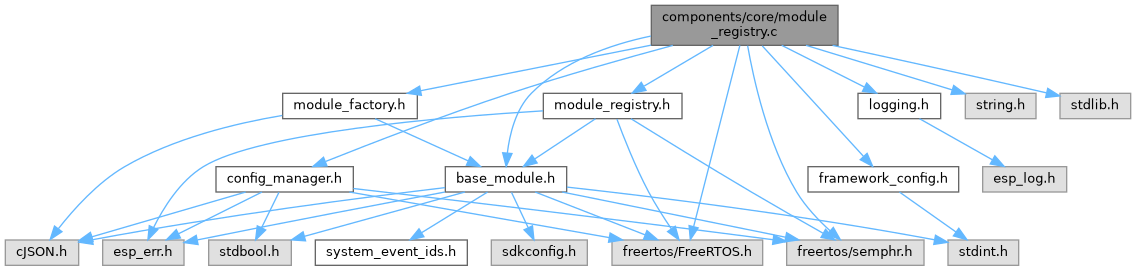 components/core/module
_registry.c
module_factory.h
module_registry.h
logging.h
string.h
stdlib.h
config_manager.h
base_module.h
framework_config.h
esp_log.h
cJSON.h
esp_err.h
stdbool.h
system_event_ids.h
sdkconfig.h
freertos/FreeRTOS.h
freertos/semphr.h
stdint.h